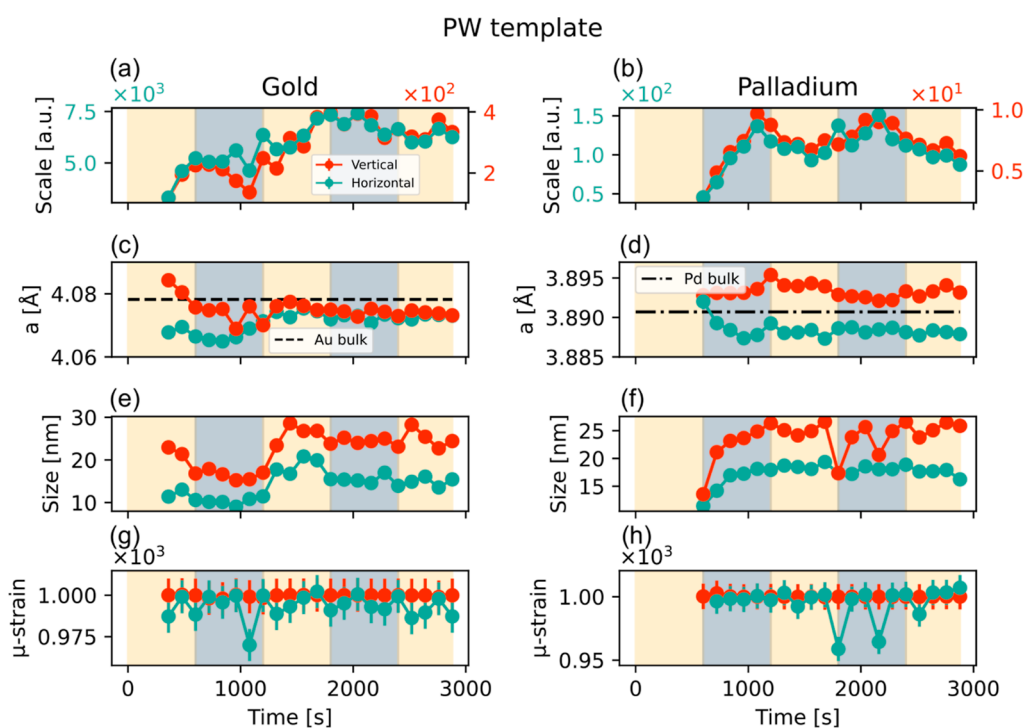 PW template
(a)
Gold
×10³
×10²
7.5
5.0
Scale [a.u.]
4
2
Vertical
Horizontal
(b)
Palladium
×10²
×10¹
1.5
1.0
0.5
Scale [a.u.]
1.0
0.5
(c)
4.08
4.06
a [Å]
Au bulk
(d)
3.895
3.890
3.885
a [Å]
Pd bulk
(e)
30
20
10
Size [nm]
(f)
25
20
15
Size [nm]
(g)
×10³
1.000
0.975
μ-strain
0 1000 2000 3000
Time [s]
(h)
×10³
1.00
0.95
μ-strain
0 1000 2000 3000
Time [s]